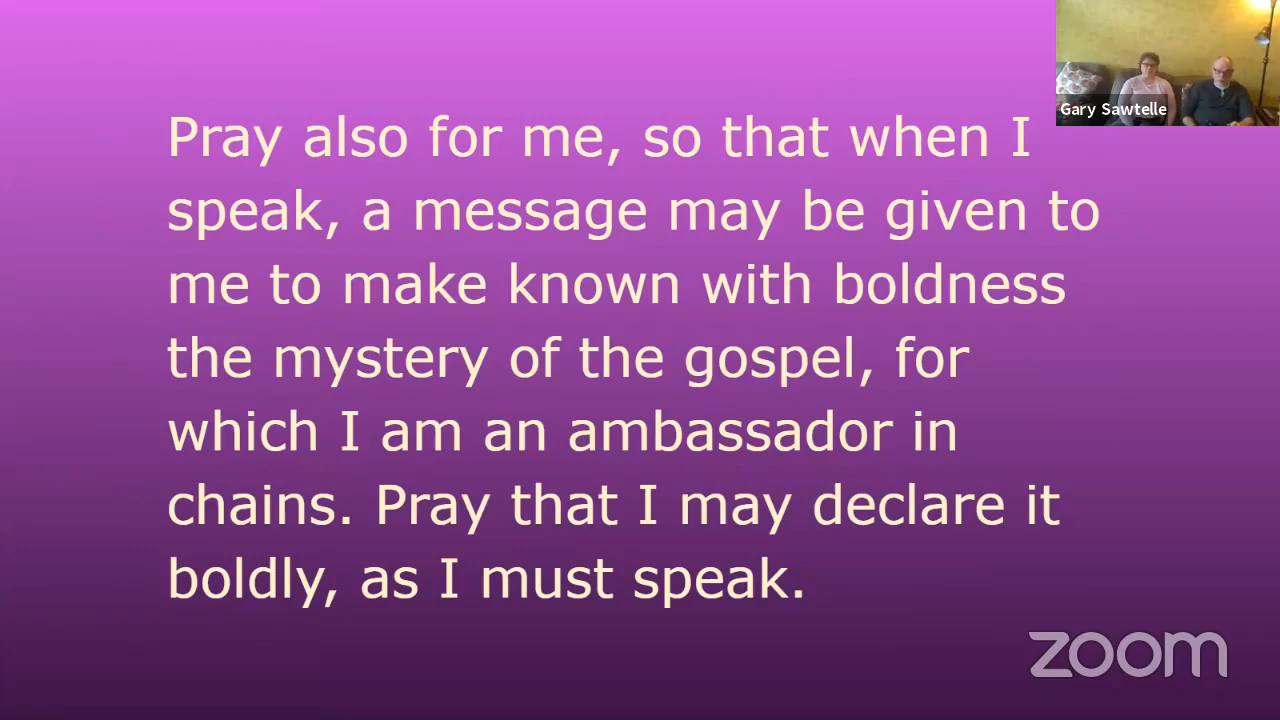 Gary Sawtelle
Pray also for me, so that when I
speak, a message may be given to
me to make known with boldness
the mystery of the gospel, for
which I am an ambassador in
chains. Pray that I may declare it
boldly, as I must speak.
zoom